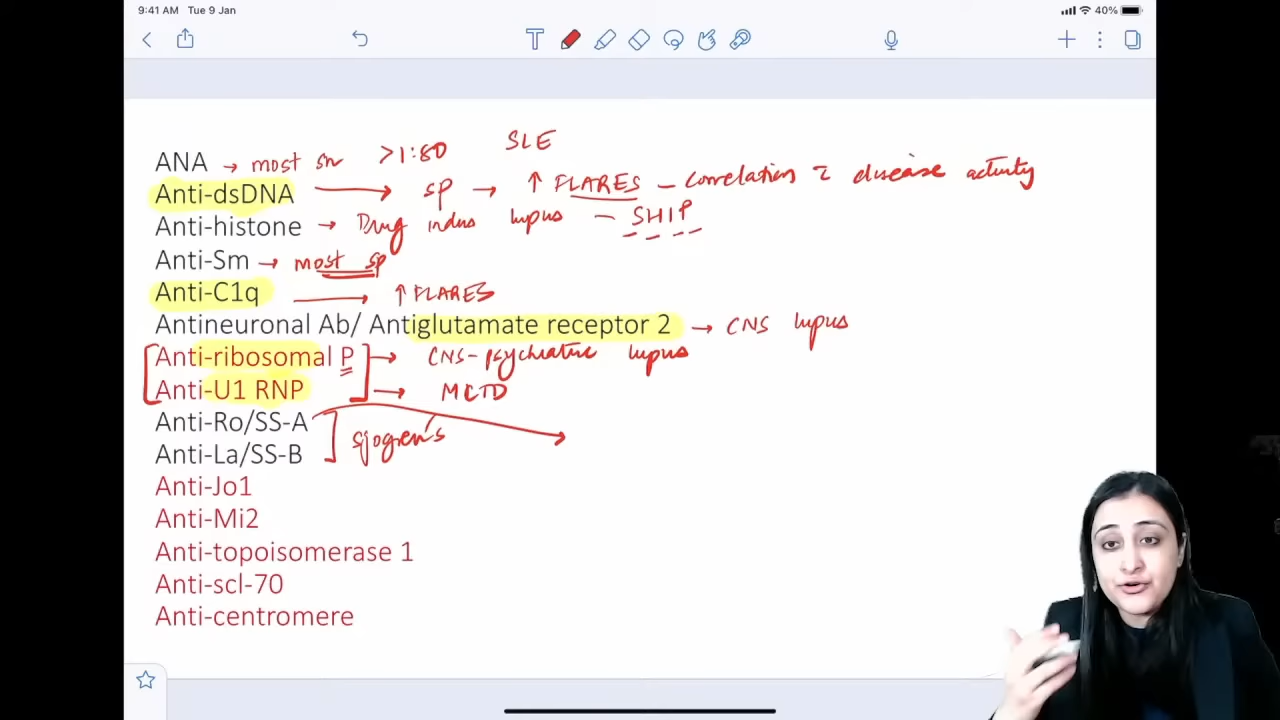 9:41 AM Tue 9 Jan 40%
ANA → most sn >1:80 SLE
Anti-dsDNA → sp → ↑ FLARES - correlation c disease activity
Anti-histone → Drug indus lupus - SHIP
Anti-Sm → most sp
Anti-C1q → ↑ FLARES
Antineuronal Ab/ Antiglutamate receptor 2 → CNS lupus
Anti-ribosomal P → CNS-psychiatric lupus
Anti-U1 RNP → MCTD
Anti-Ro/SS-A
Anti-La/SS-B sjogren's
Anti-Jo1
Anti-Mi2
Anti-topoisomerase 1
Anti-scl-70
Anti-centromere